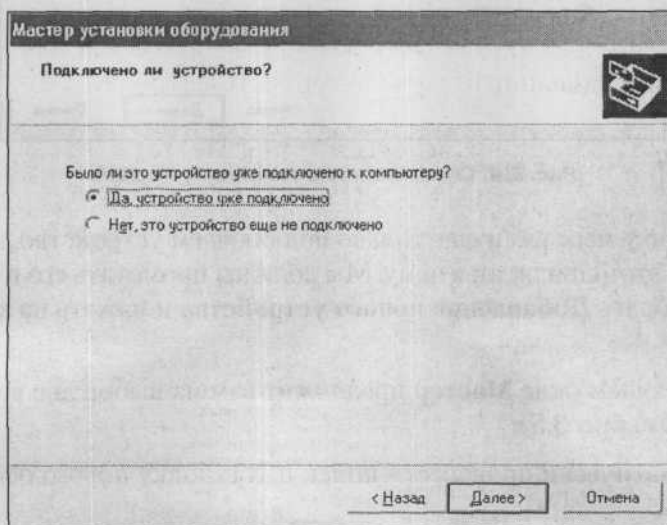 Мастер установки оборудования
Подключено ли устройство?
Было ли это устройство уже подключено к компьютеру?
Да, устройство уже подключено
Нет, это устройство еще не подключено
< Назад Далее > Отмена